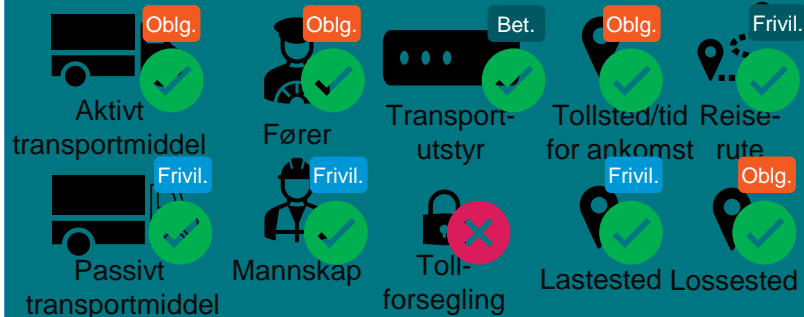 Oblg.
Oblg.
Bet.
Oblg.
Frivil.
Aktivt
transportmiddel
Fører
Transport-
utstyr
Tollsted/tid
for ankomst
Reise-
rute
Frivil.
Frivil.
Frivil.
Oblg.
Passivt
transportmiddel
Mannskap
Toll-
forsegling
Lastested
Lossested